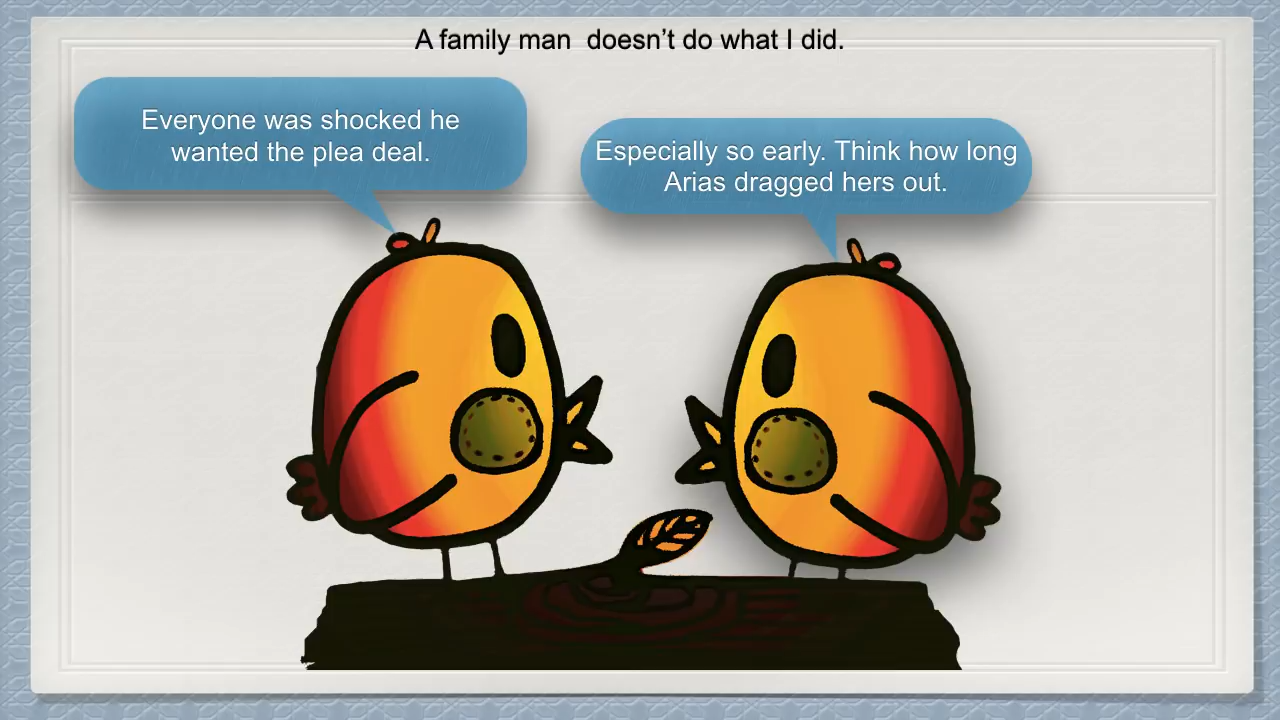 A family man  doesn’t do what I did.
Everyone was shocked he
wanted the plea deal.
Especially so early. Think how long
Arias dragged hers out.